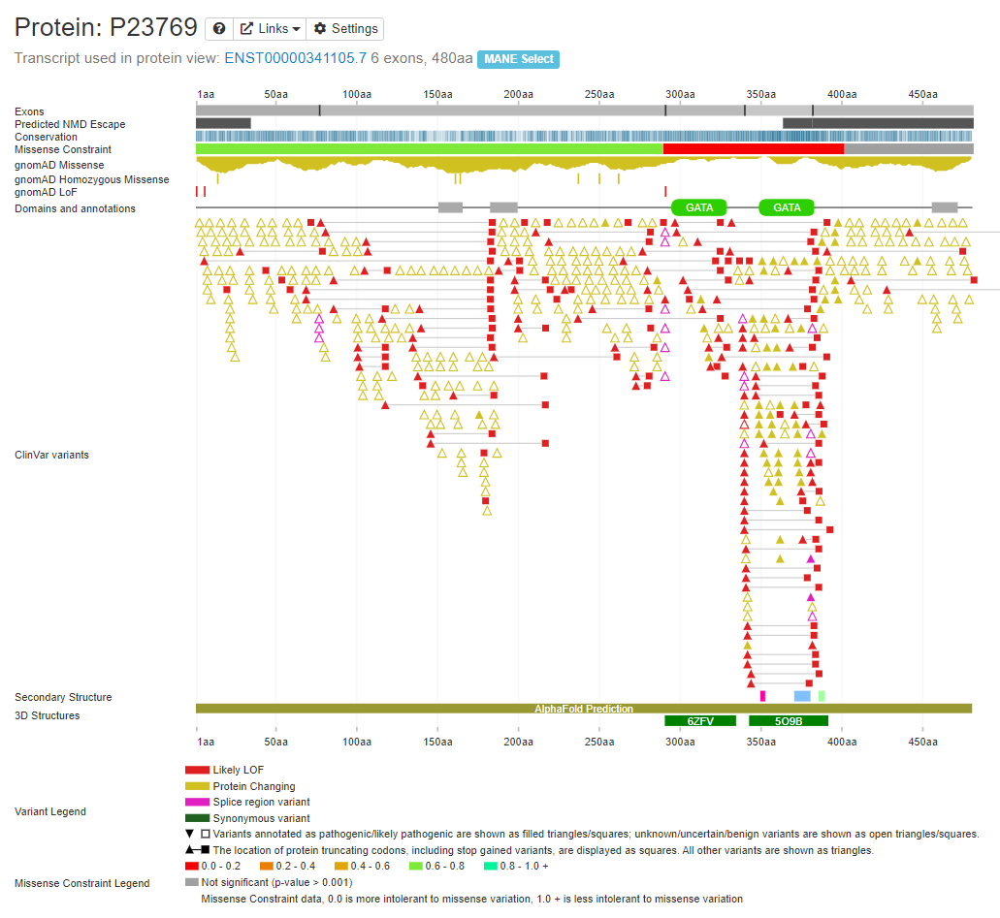 Protein: P23769 ? Links Settings
Transcript used in protein view: ENST00000341105.7 6 exons, 480aa MANE Select
1aa 50aa 100aa 150aa 200aa 250aa 300aa 350aa 400aa 450aa
Exons
Predicted NMD Escape
Conservation
Missense Constraint
gnomAD Missense
gnomAD Homozygous Missense
gnomAD LoF
Domains and annotations GATA GATA
ClinVar variants
Secondary Structure
AlphaFold Prediction
3D Structures
6ZFV 5O9B
1aa 50aa 100aa 150aa 200aa 250aa 300aa 350aa 400aa 450aa
Likely LOF
Protein Changing
Splice region variant
Variant Legend
Synonymous variant
Variants annotated as pathogenic/likely pathogenic are shown as filled triangles/squares; unknown/uncertain/benign variants are shown as open triangles/squares.
The location of protein truncating codons, including stop gained variants, are displayed as squares. All other variants are shown as triangles.
0.0 - 0.2 0.2 - 0.4 0.4 - 0.6 0.6 - 0.8 0.8 - 1.0 +
Missense Constraint Legend Not significant (p-value > 0.001)
Missense Constraint data, 0.0 is more intolerant to missense variation, 1.0 + is less intolerant to missense variation